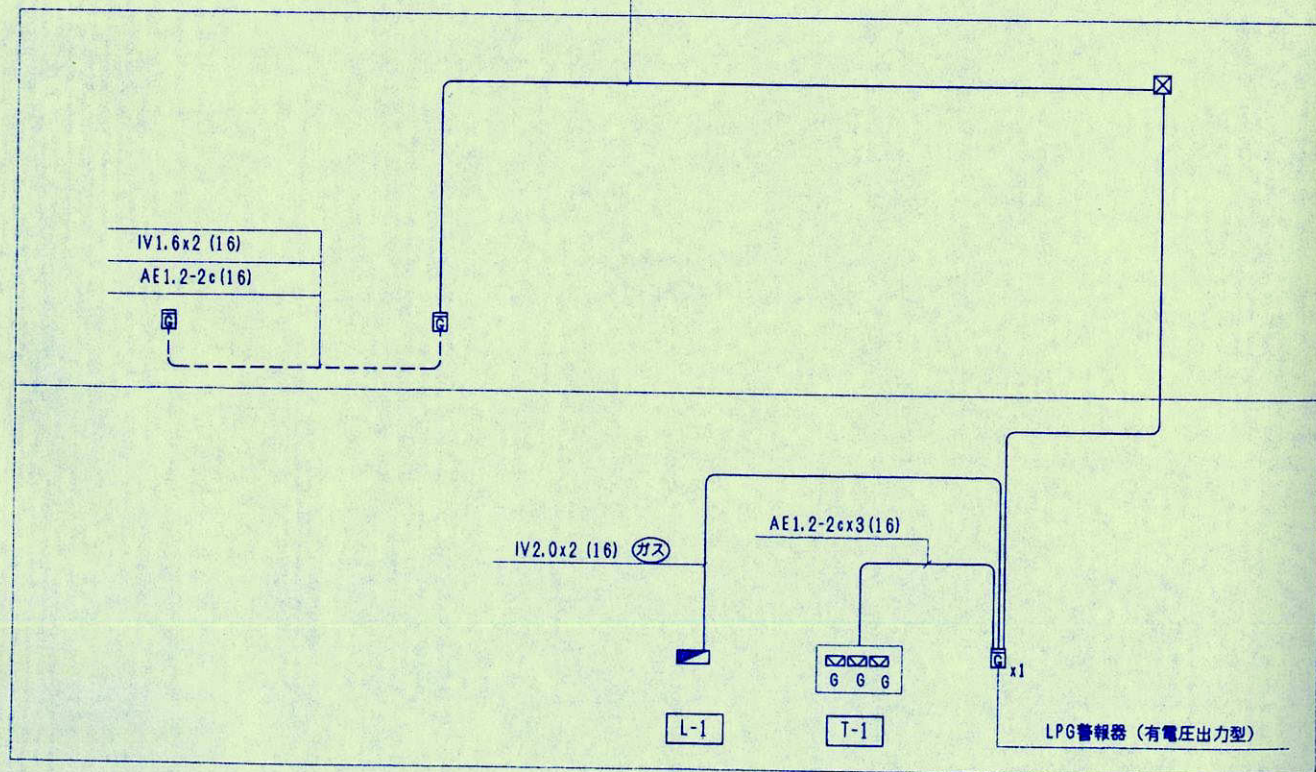 IV1.6x2 (16)
AE1.2-2c(16)
G
G
AE1.2-2cx3(16)
IV2.0x2 (16) ガス
G G G
G x1
L-1
T-1
LPG警報器（有電圧出力型）